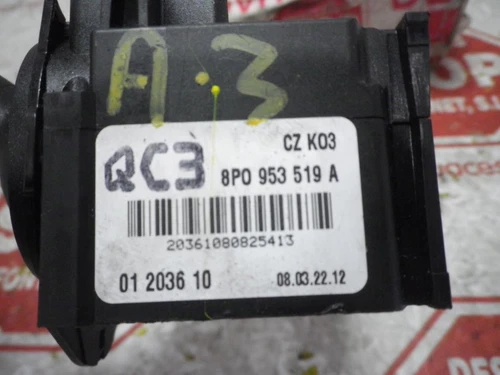 A.3
QC3
CZ K03
8P0 953 519 A
20361080825413
01 2036 10
08.03.22.12